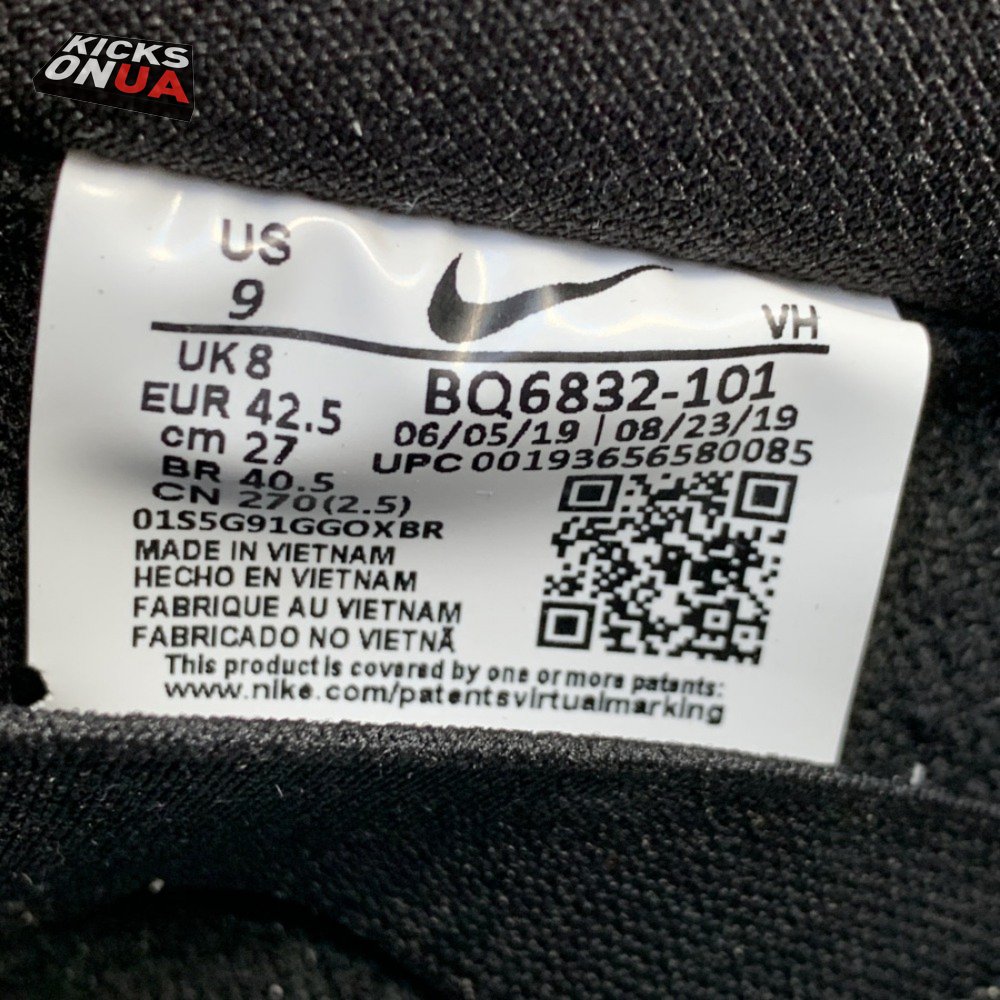 KICKS
ONUA
US
9
VH
UK 8
EUR 42.5
cm 27
BR 40.5
CN 270(2.5)
BQ6832-101
06/05/19 | 08/23/19
UPC 00193656580085
01S5G91GGOXBR
MADE IN VIETNAM
HECHO EN VIETNAM
FABRIQUE AU VIETNAM
FABRICADO NO VIETNÃ
This product is covered by one or more patents:
www.nike.com/patentsvirtualmarking